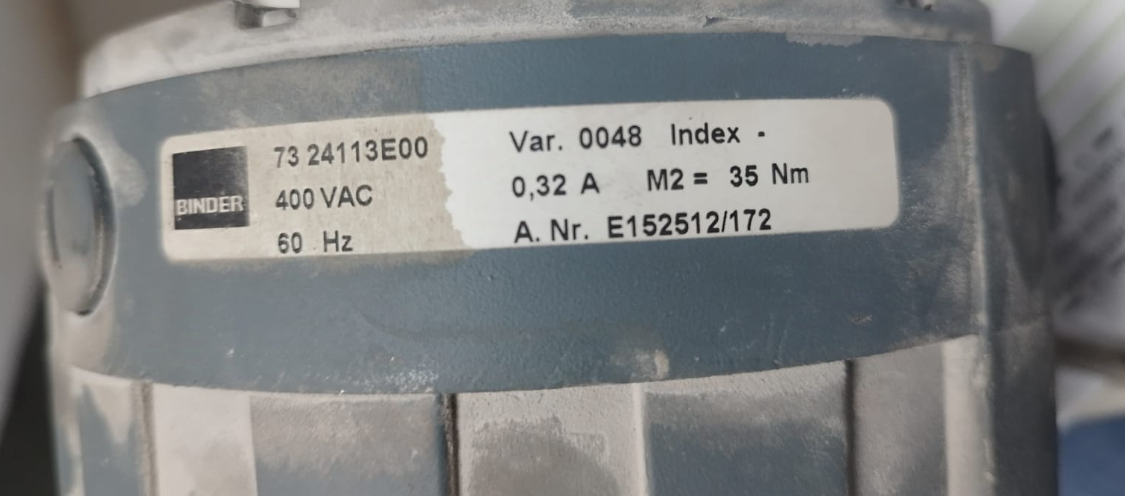 BINDER
73 24113E00
400 VAC
60 Hz
Var. 0048 Index -
0,32 A M2 = 35 Nm
A. Nr. E152512/172